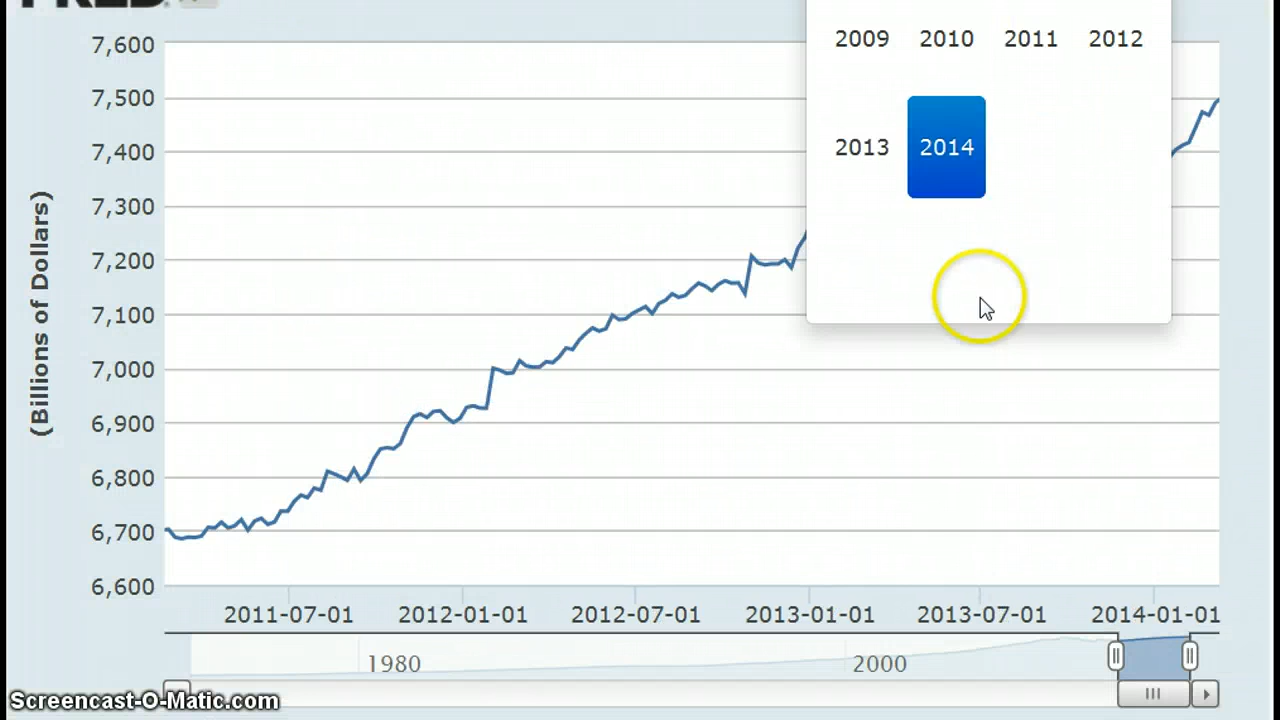 FRED
7,600
7,500
7,400
7,300
7,200
7,100
7,000
6,900
6,800
6,700
6,600
(Billions of Dollars)
2009 2010 2011 2012
2013 2014
2011-07-01 2012-01-01 2012-07-01 2013-01-01 2013-07-01 2014-01-01
1980 2000
Screencast-O-Matic.com